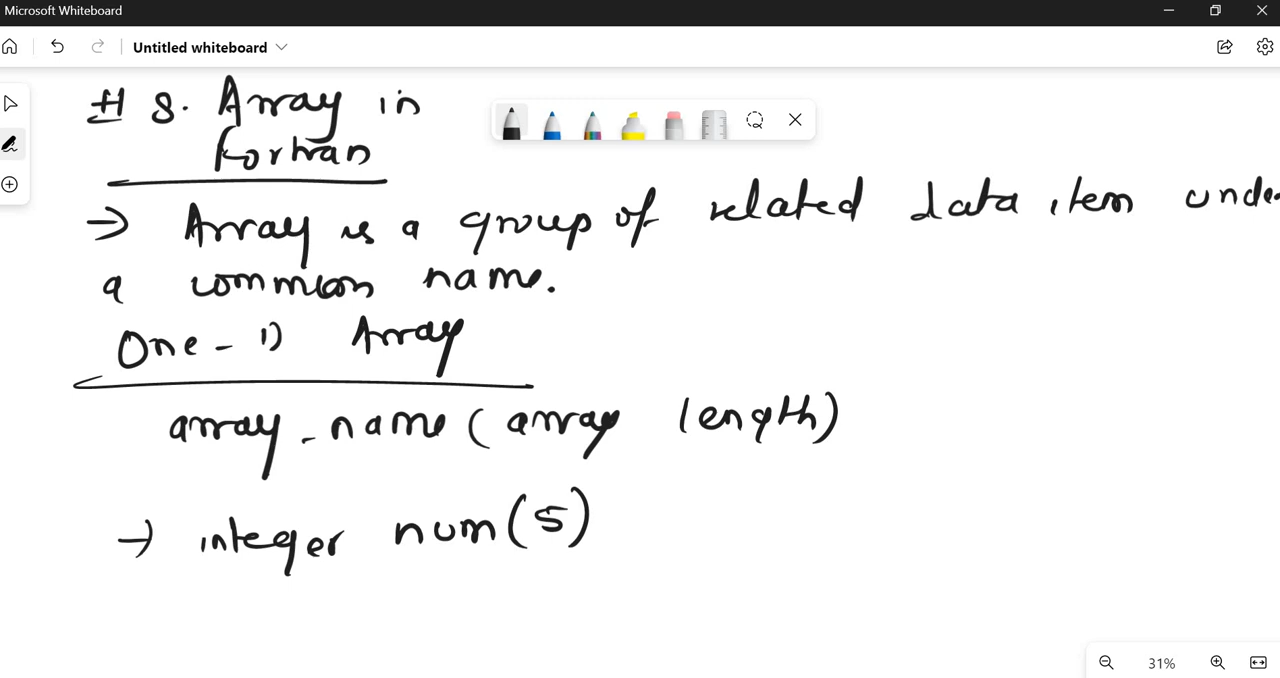 Microsoft Whiteboard
Untitled whiteboard
# 8. Array in
Fortran
→ Array is a group of related data item unde
a common name.
One - D Array
array_name (array length)
→ integer num(5)
31%